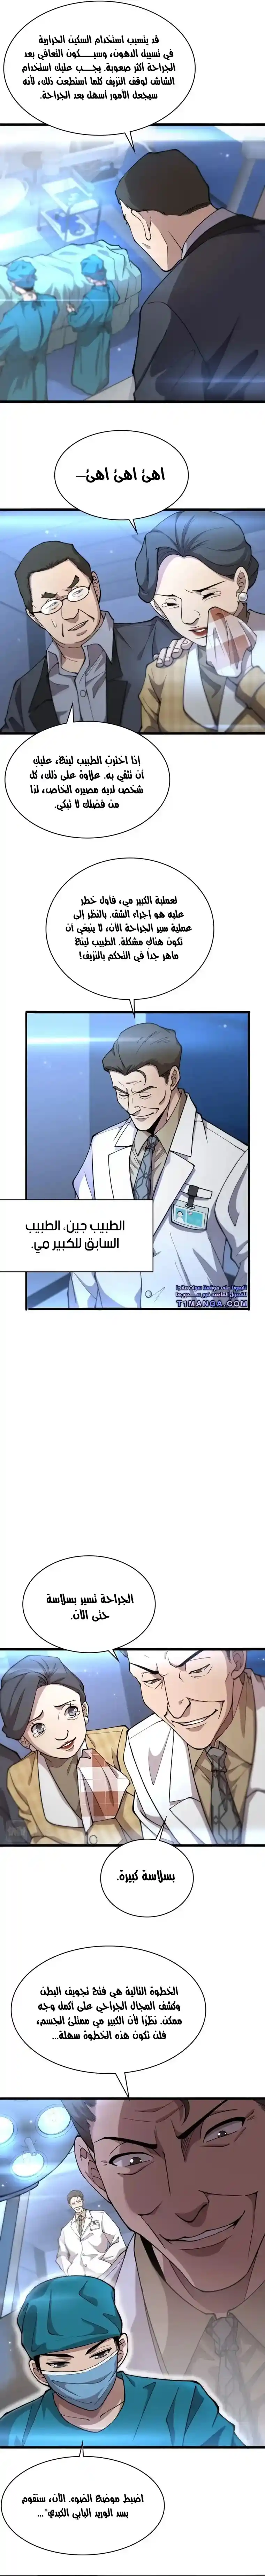 قد يتسبب استخدام السكين الحرارية
في تسييل الدهون، وسيكون التعافي بعد
الجراحة أكثر صعوبة. يجب عليك استخدام
الشاش لوقف النزيف كلما استطعت ذلك، لأنه
سيجعل الأمور أسهل بعد الجراحة.
اهئ اهئ اهئ...
إذا اخترت الطبيب لينغ، عليك
أن تثقي به. علاوة على ذلك، كل
شخص لديه مصيره الخاص، لذا
من فضلك لا تبكي.
لعملية الكبير مي، فأول خطر
عليه هو إجراء الشق. بالنظر إلى
عملية سير الجراحة الآن، لا ينبغي أن
تكون هناك مشكلة. الطبيب لينغ
ماهر جداً في التحكم بالنزيف!
الطبيب جين، الطبيب
السابق للكبير مي.
T1MANGA.COM
الجراحة تسير بسلاسة
حتى الآن.
بسلاسة كبيرة.
الخطوة التالية هي فتح تجويف البطن
وكشف المجال الجراحي على أكمل وجه
ممكن. نظرًا لأن الكبير مي ممتلئ الجسم،
فلن تكون هذه الخطوة سهلة...
اضبط موضع الضوء. الآن، سنقوم
بسد الوريد البابي الكبدي*...